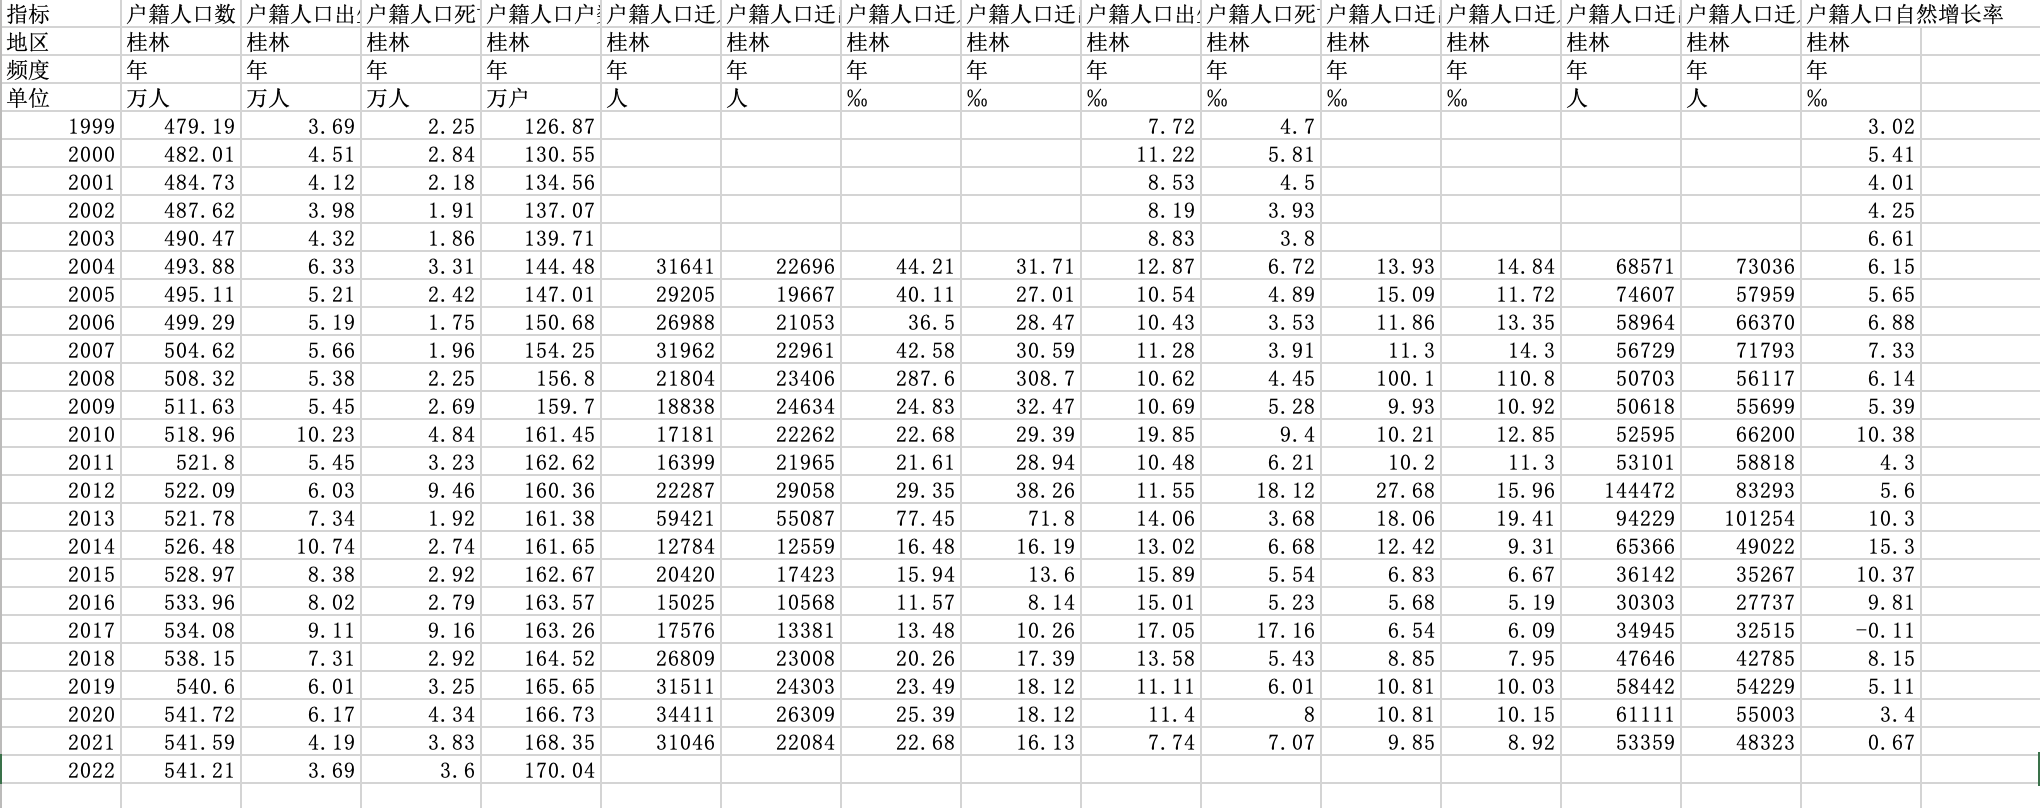 指标 户籍人口数 户籍人口出 户籍人口死 户籍人口户 户籍人口迁 户籍人口迁 户籍人口迁 户籍人口迁 户籍人口出 户籍人口死 户籍人口迁 户籍人口迁 户籍人口迁 户籍人口迁 户籍人口自然增长率
地区 桂林 桂林 桂林 桂林 桂林 桂林 桂林 桂林 桂林 桂林 桂林 桂林 桂林 桂林 桂林
频度 年 年 年 年 年 年 年 年 年 年 年 年 年 年 年
单位 万人 万人 万人 万户 人 人 ‰ ‰ ‰ ‰ ‰ ‰ 人 人 ‰
1999 479.19 3.69 2.25 126.87 7.72 4.7 3.02
2000 482.01 4.51 2.84 130.55 11.22 5.81 5.41
2001 484.73 4.12 2.18 134.56 8.53 4.5 4.01
2002 487.62 3.98 1.91 137.07 8.19 3.93 4.25
2003 490.47 4.32 1.86 139.71 8.83 3.8 6.61
2004 493.88 6.33 3.31 144.48 31641 22696 44.21 31.71 12.87 6.72 13.93 14.84 68571 73036 6.15
2005 495.11 5.21 2.42 147.01 29205 19667 40.11 27.01 10.54 4.89 15.09 11.72 74607 57959 5.65
2006 499.29 5.19 1.75 150.68 26988 21053 36.5 28.47 10.43 3.53 11.86 13.35 58964 66370 6.88
2007 504.62 5.66 1.96 154.25 31962 22961 42.58 30.59 11.28 3.91 11.3 14.3 56729 71793 7.33
2008 508.32 5.38 2.25 156.8 21804 23406 287.6 308.7 10.62 4.45 100.1 110.8 50703 56117 6.14
2009 511.63 5.45 2.69 159.7 18838 24634 24.83 32.47 10.69 5.28 9.93 10.92 50618 55699 5.39
2010 518.96 10.23 4.84 161.45 17181 22262 22.68 29.39 19.85 9.4 10.21 12.85 52595 66200 10.38
2011 521.8 5.45 3.23 162.62 16399 21965 21.61 28.94 10.48 6.21 10.2 11.3 53101 58818 4.3
2012 522.09 6.03 9.46 160.36 22287 29058 29.35 38.26 11.55 18.12 27.68 15.96 144472 83293 5.6
2013 521.78 7.34 1.92 161.38 59421 55087 77.45 71.8 14.06 3.68 18.06 19.41 94229 101254 10.3
2014 526.48 10.74 2.74 161.65 12784 12559 16.48 16.19 13.02 6.68 12.42 9.31 65366 49022 15.3
2015 528.97 8.38 2.92 162.67 20420 17423 15.94 13.6 15.89 5.54 6.83 6.67 36142 35267 10.37
2016 533.96 8.02 2.79 163.57 15025 10568 11.57 8.14 15.01 5.23 5.68 5.19 30303 27737 9.81
2017 534.08 9.11 9.16 163.26 17576 13381 13.48 10.26 17.05 17.16 6.54 6.09 34945 32515 -0.11
2018 538.15 7.31 2.92 164.52 26809 23008 20.26 17.39 13.58 5.43 8.85 7.95 47646 42785 8.15
2019 540.6 6.01 3.25 165.65 31511 24303 23.49 18.12 11.11 6.01 10.81 10.03 58442 54229 5.11
2020 541.72 6.17 4.34 166.73 34411 26309 25.39 18.12 11.4 8 10.81 10.15 61111 55003 3.4
2021 541.59 4.19 3.83 168.35 31046 22084 22.68 16.13 7.74 7.07 9.85 8.92 53359 48323 0.67
2022 541.21 3.69 3.6 170.04